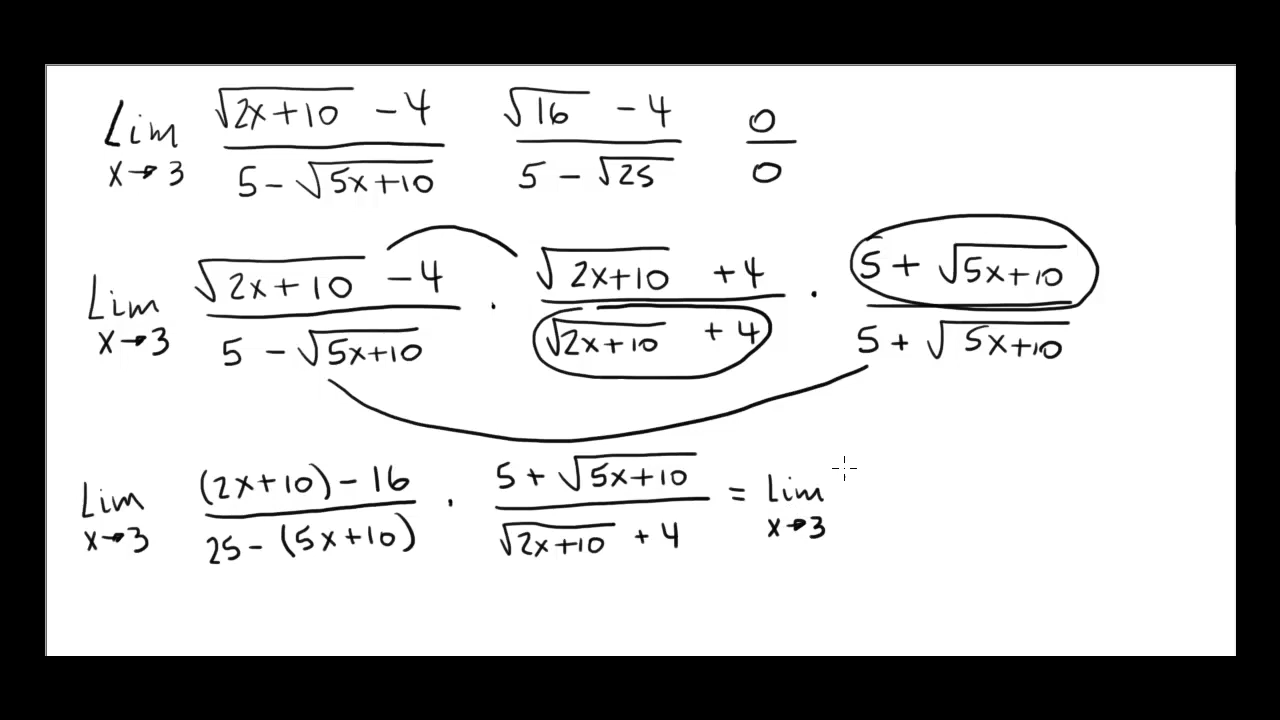 Lim x→3 (√(2x+10) - 4)/(5 - √(5x+10)) (√16 - 4)/(5 - √25) 0/0
Lim x→3 (√(2x+10) - 4)/(5 - √(5x+10)) · (√(2x+10) + 4)/(√(2x+10) + 4) · (5 + √(5x+10))/(5 + √(5x+10))
Lim x→3 ((2x+10) - 16)/(25 - (5x+10)) · (5 + √(5x+10))/(√(2x+10) + 4) = Lim x→3